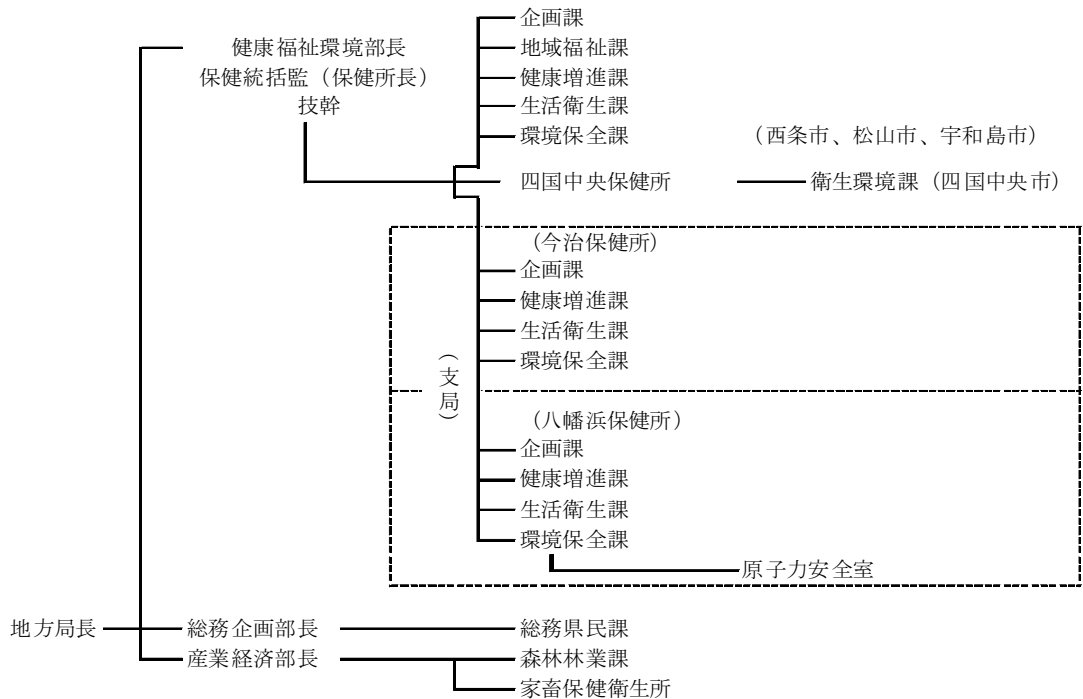 企画課
健康福祉環境部長 地域福祉課
保健統括監（保健所長） 健康増進課
技幹 生活衛生課
環境保全課 （西条市、松山市、宇和島市）
四国中央保健所 衛生環境課（四国中央市）
（今治保健所）
企画課
健康増進課
生活衛生課
環境保全課
（支局）
（八幡浜保健所）
企画課
健康増進課
生活衛生課
環境保全課
原子力安全室
地方局長 総務企画部長 総務県民課
産業経済部長 森林林業課
家畜保健衛生所